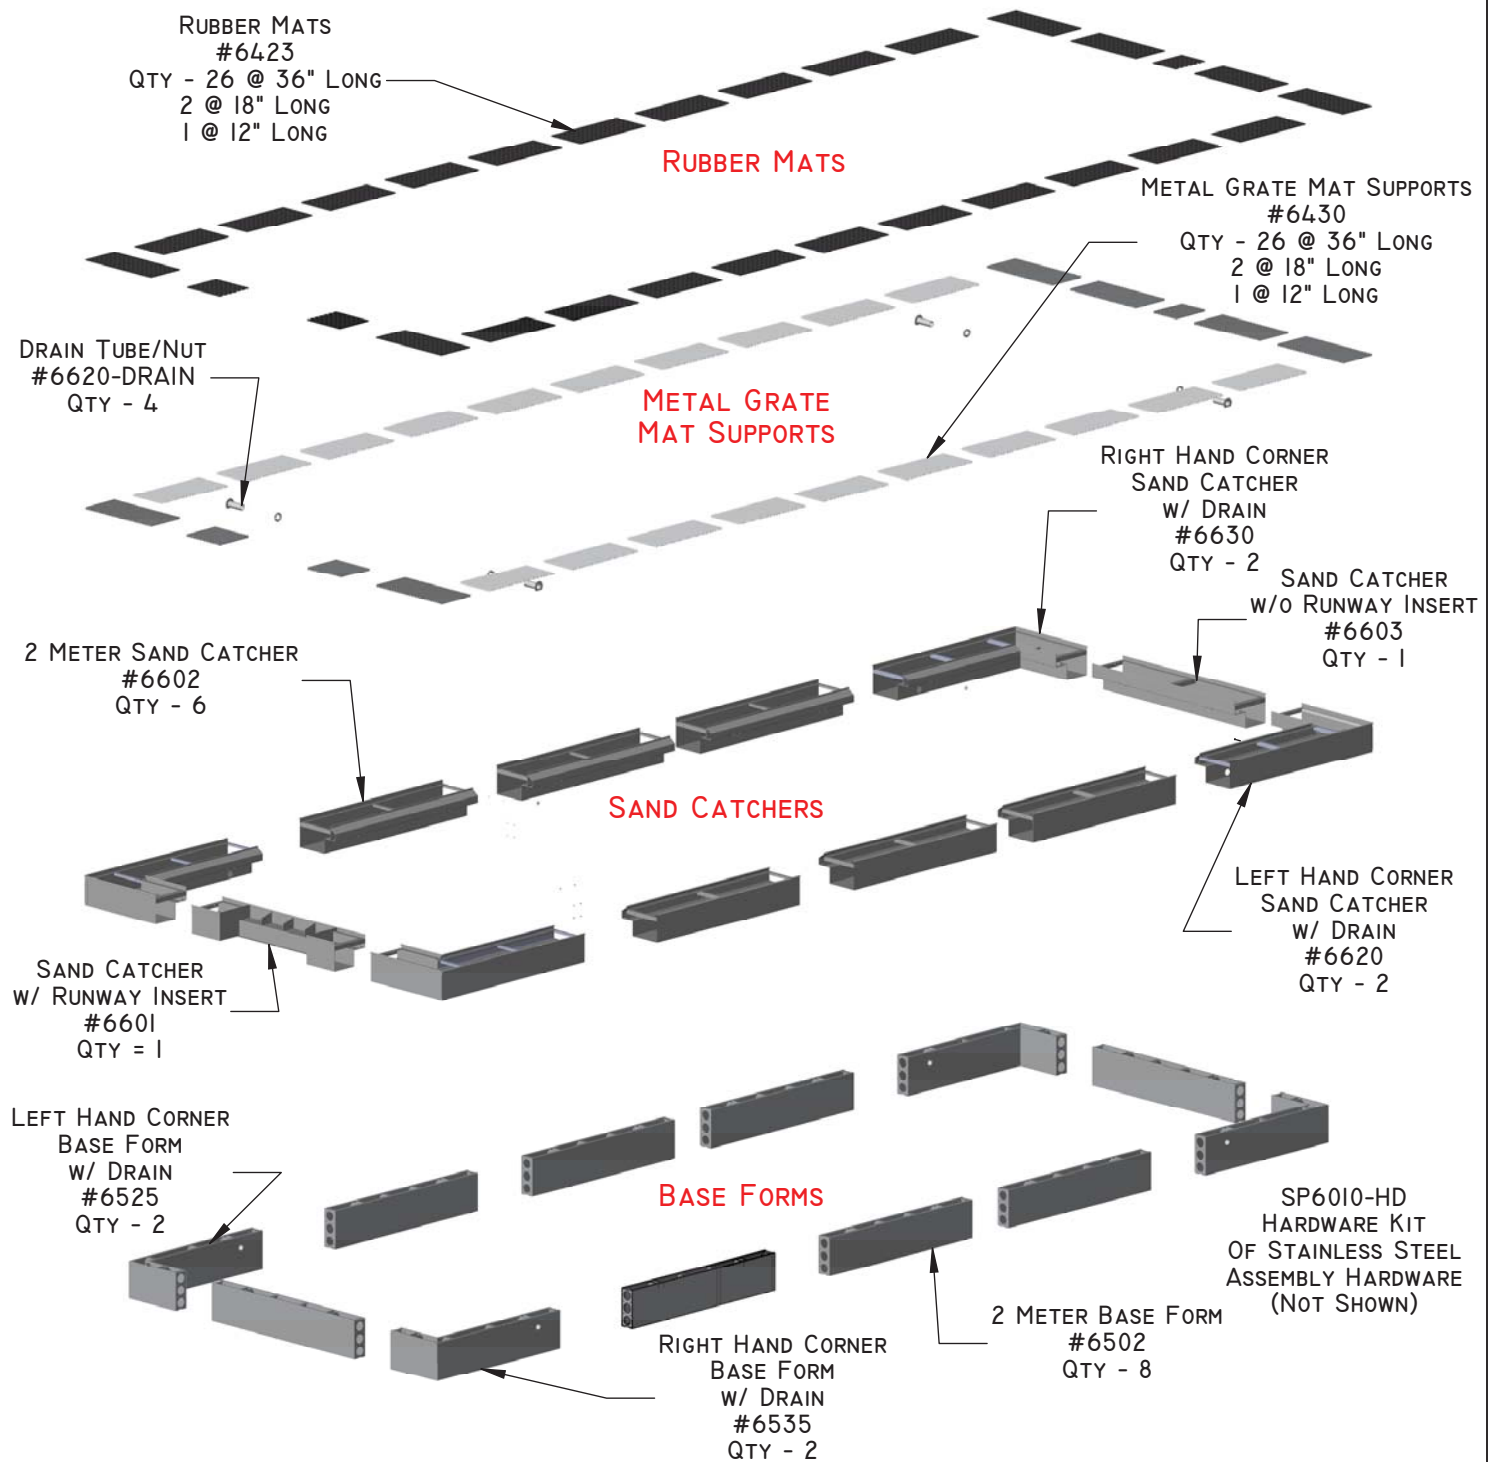 RUBBER MATS
#6423
QTY - 26 @ 36" LONG
2 @ 18" LONG
1 @ 12" LONG
RUBBER MATS
METAL GRATE MAT SUPPORTS
#6430
QTY - 26 @ 36" LONG
2 @ 18" LONG
1 @ 12" LONG
DRAIN TUBE/NUT
#6620-DRAIN
QTY - 4
METAL GRATE
MAT SUPPORTS
RIGHT HAND CORNER
SAND CATCHER
W/ DRAIN
#6630
QTY - 2
SAND CATCHER
W/O RUNWAY INSERT
#6603
QTY - 1
2 METER SAND CATCHER
#6602
QTY - 6
SAND CATCHERS
LEFT HAND CORNER
SAND CATCHER
W/ DRAIN
#6620
QTY - 2
SAND CATCHER
W/ RUNWAY INSERT
#6601
QTY = 1
LEFT HAND CORNER
BASE FORM
W/ DRAIN
#6525
QTY - 2
BASE FORMS
SP6010-HD
HARDWARE KIT
OF STAINLESS STEEL
ASSEMBLY HARDWARE
(NOT SHOWN)
2 METER BASE FORM
#6502
QTY - 8
RIGHT HAND CORNER
BASE FORM
W/ DRAIN
#6535
QTY - 2